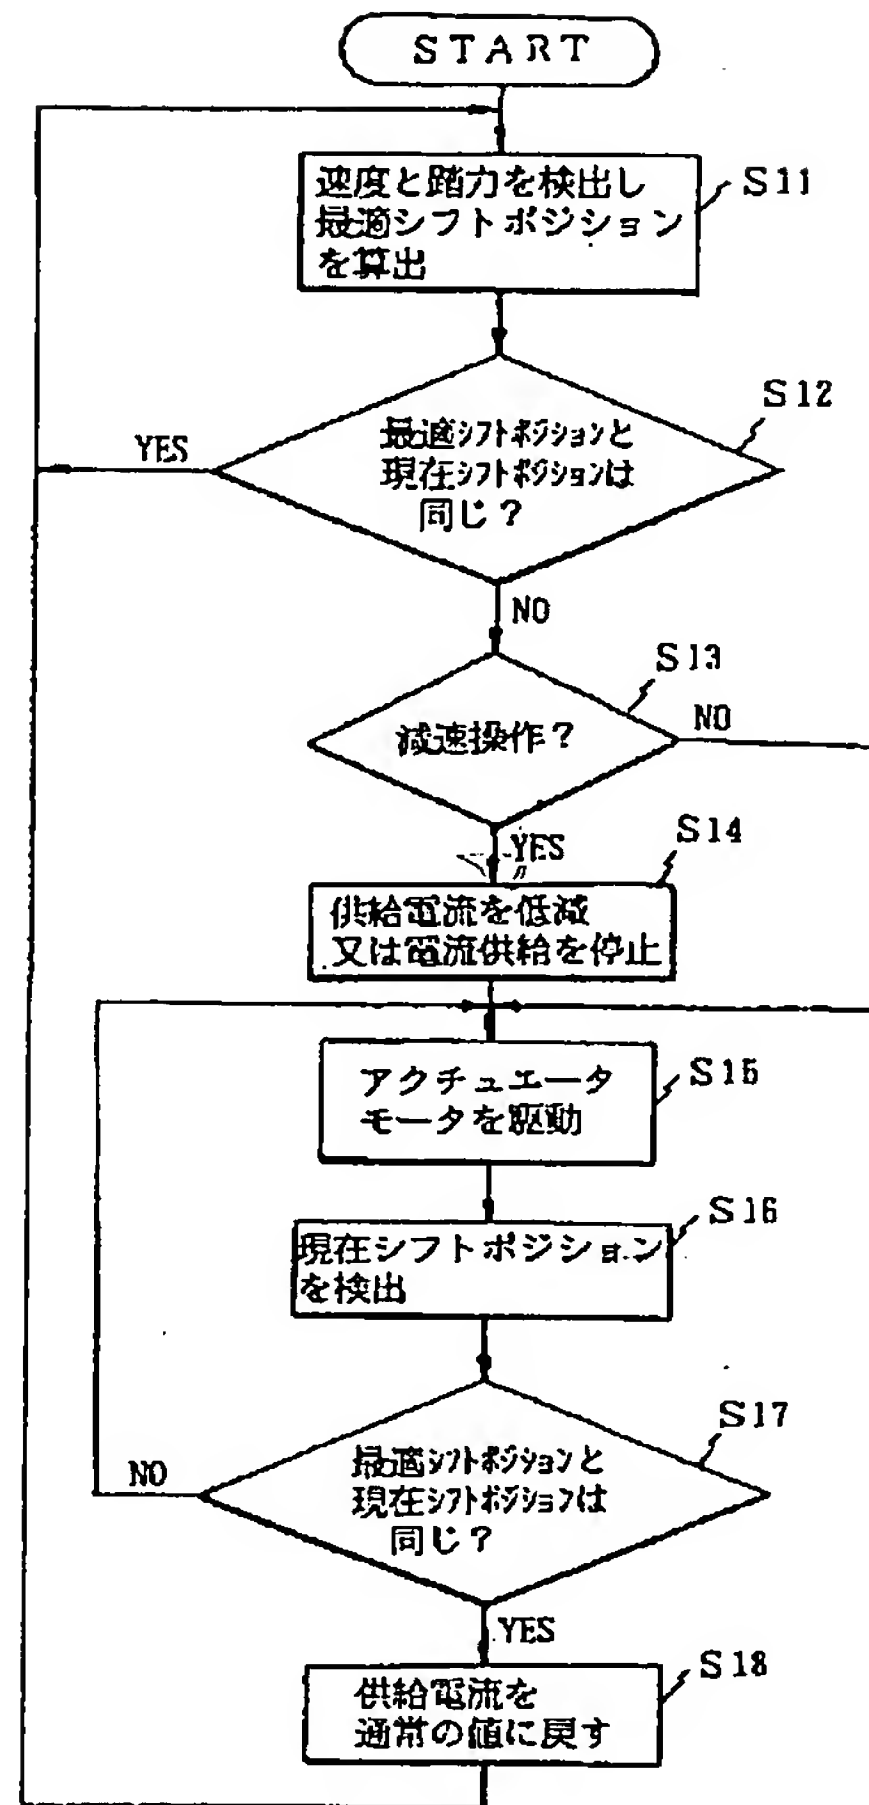 START
速度と踏力を検出し
最適シフトポジション
を算出
S11
最適シフトポジションと
現在シフトポジションは
同じ？
S12
YES
NO
減速操作？
S13
NO
YES
供給電流を低減
又は電流供給を停止
S14
アクチュエータ
モータを駆動
S15
現在シフトポジション
を検出
S16
最適シフトポジションと
現在シフトポジションは
同じ？
S17
NO
YES
供給電流を
通常の値に戻す
S18